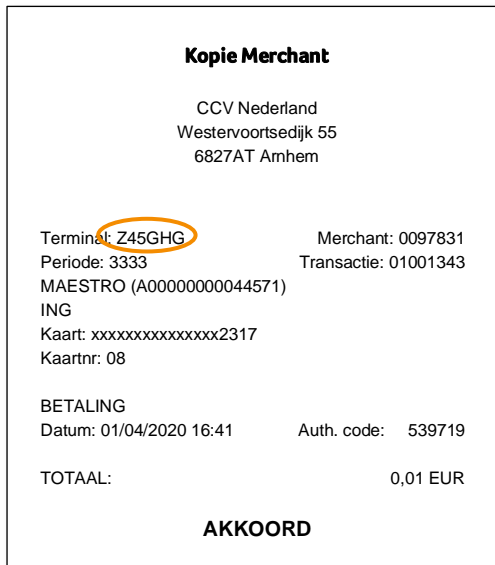 Kopie Merchant
CCV Nederland
Westervoortsedijk 55
6827AT Arnhem
Terminal: Z45GHG Merchant: 0097831
Periode: 3333 Transactie: 01001343
MAESTRO (A00000000044571)
ING
Kaart: xxxxxxxxxxxxxxx2317
Kaartnr: 08
BETALING
Datum: 01/04/2020 16:41 Auth. code: 539719
TOTAAL: 0,01 EUR
AKKOORD